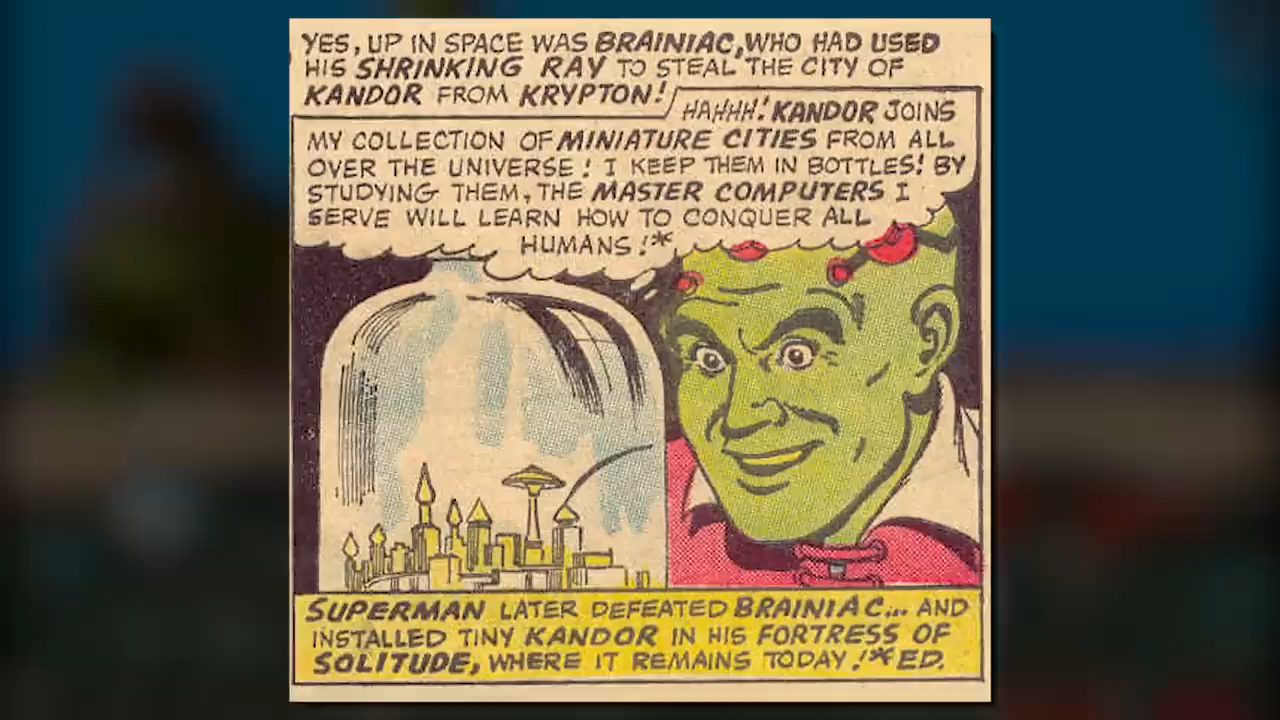 YES, UP IN SPACE WAS BRAINIAC, WHO HAD USED
HIS SHRINKING RAY TO STEAL THE CITY OF
KANDOR FROM KRYPTON!
HAHHH! KANDOR JOINS
MY COLLECTION OF MINIATURE CITIES FROM ALL
OVER THE UNIVERSE! I KEEP THEM IN BOTTLES! BY
STUDYING THEM, THE MASTER COMPUTERS I
SERVE WILL LEARN HOW TO CONQUER ALL
HUMANS!*
SUPERMAN LATER DEFEATED BRAINIAC... AND
INSTALLED TINY KANDOR IN HIS FORTRESS OF
SOLITUDE, WHERE IT REMAINS TODAY!*ED.